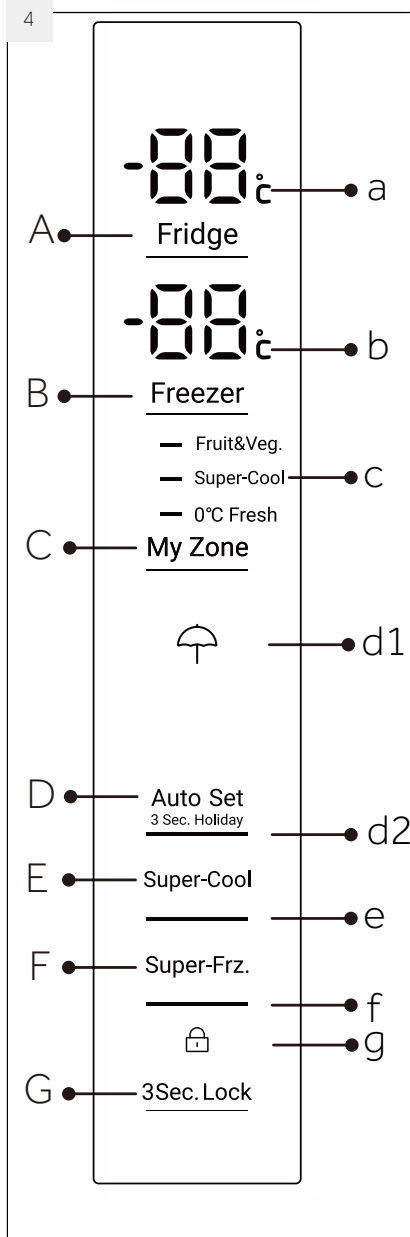 4
-88°c a
A Fridge
-88°c b
B Freezer
Fruit&Veg.
Super-Cool c
0°C Fresh
C My Zone
d1
D Auto Set
3 Sec. Holiday
d2
E Super-Cool
e
F Super-Frz.
f
g
G 3Sec. Lock